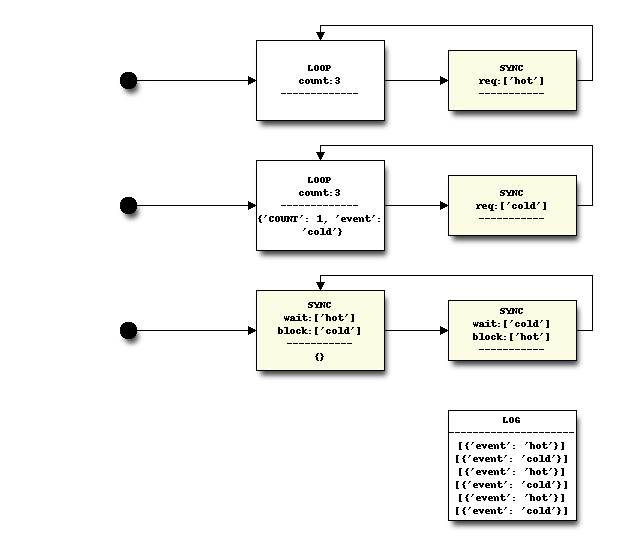 LOOP
count:3
-------------
SYNC
req:['hot']
-----------
LOOP
count:3
-------------
{'COUNT': 1, 'event':
'cold'}
SYNC
req:['cold']
-----------
SYNC
wait:['hot']
block:['cold']
-----------
{}
SYNC
wait:['cold']
block:['hot']
-----------
LOG
---------------------
[{'event': 'hot'}]
[{'event': 'cold'}]
[{'event': 'hot'}]
[{'event': 'cold'}]
[{'event': 'hot'}]
[{'event': 'cold'}]